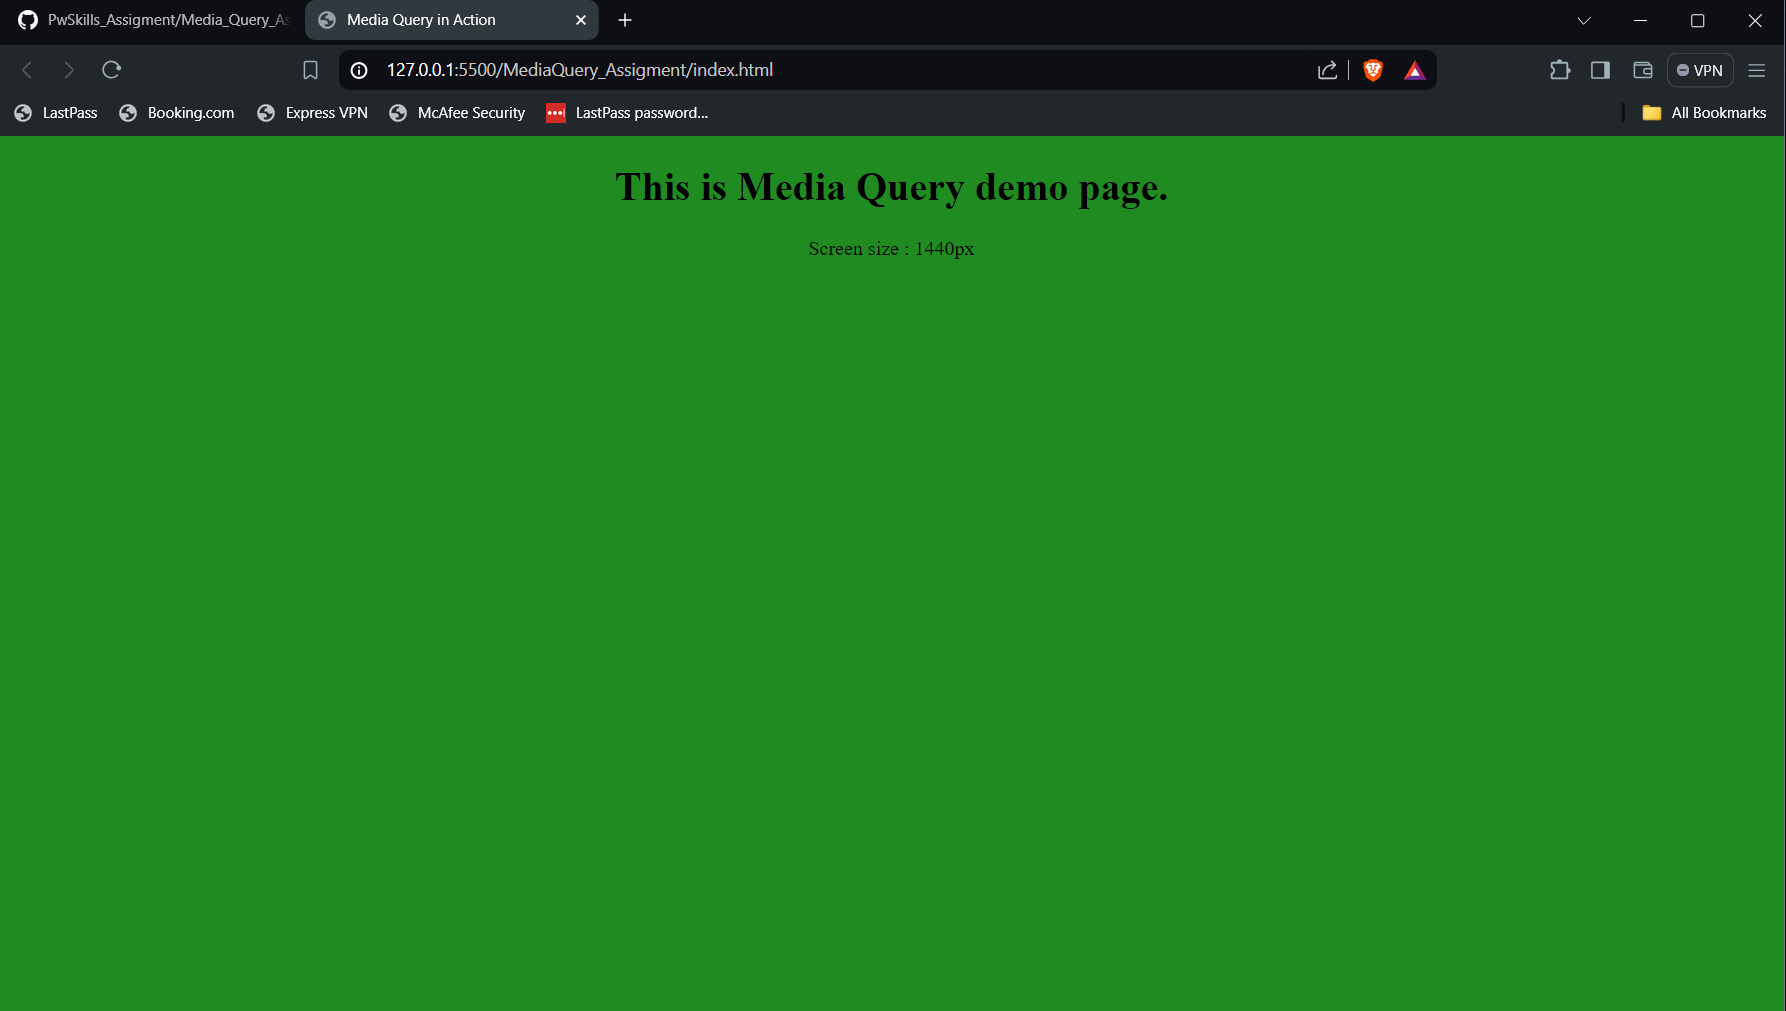 PwSkills_Assigment/Media_Query_As
Media Query in Action
127.0.0.1:5500/MediaQuery_Assigment/index.html
VPN
LastPass
Booking.com
Express VPN
McAfee Security
LastPass password...
All Bookmarks
This is Media Query demo page.
Screen size : 1440px